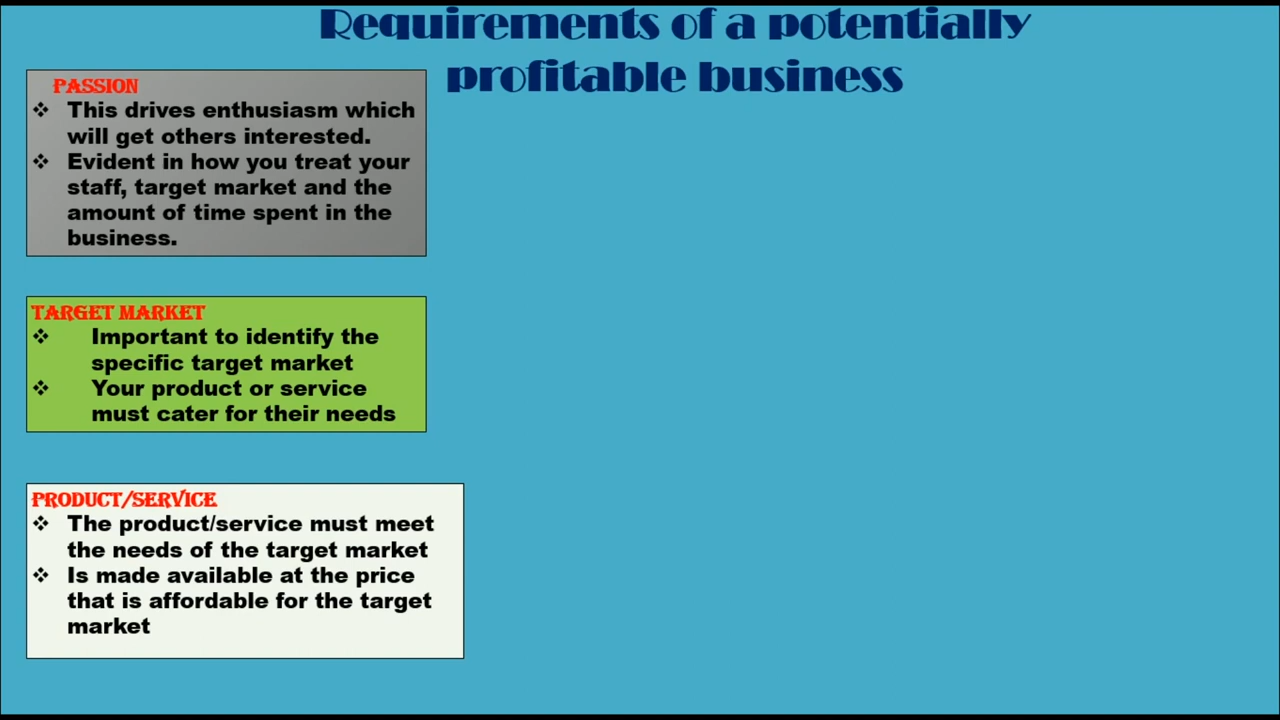 Requirements of a potentially
profitable business
PASSION
❖ This drives enthusiasm which
will get others interested.
❖ Evident in how you treat your
staff, target market and the
amount of time spent in the
business.
TARGET MARKET
❖ Important to identify the
specific target market
❖ Your product or service
must cater for their needs
PRODUCT/SERVICE
❖ The product/service must meet
the needs of the target market
❖ Is made available at the price
that is affordable for the target
market